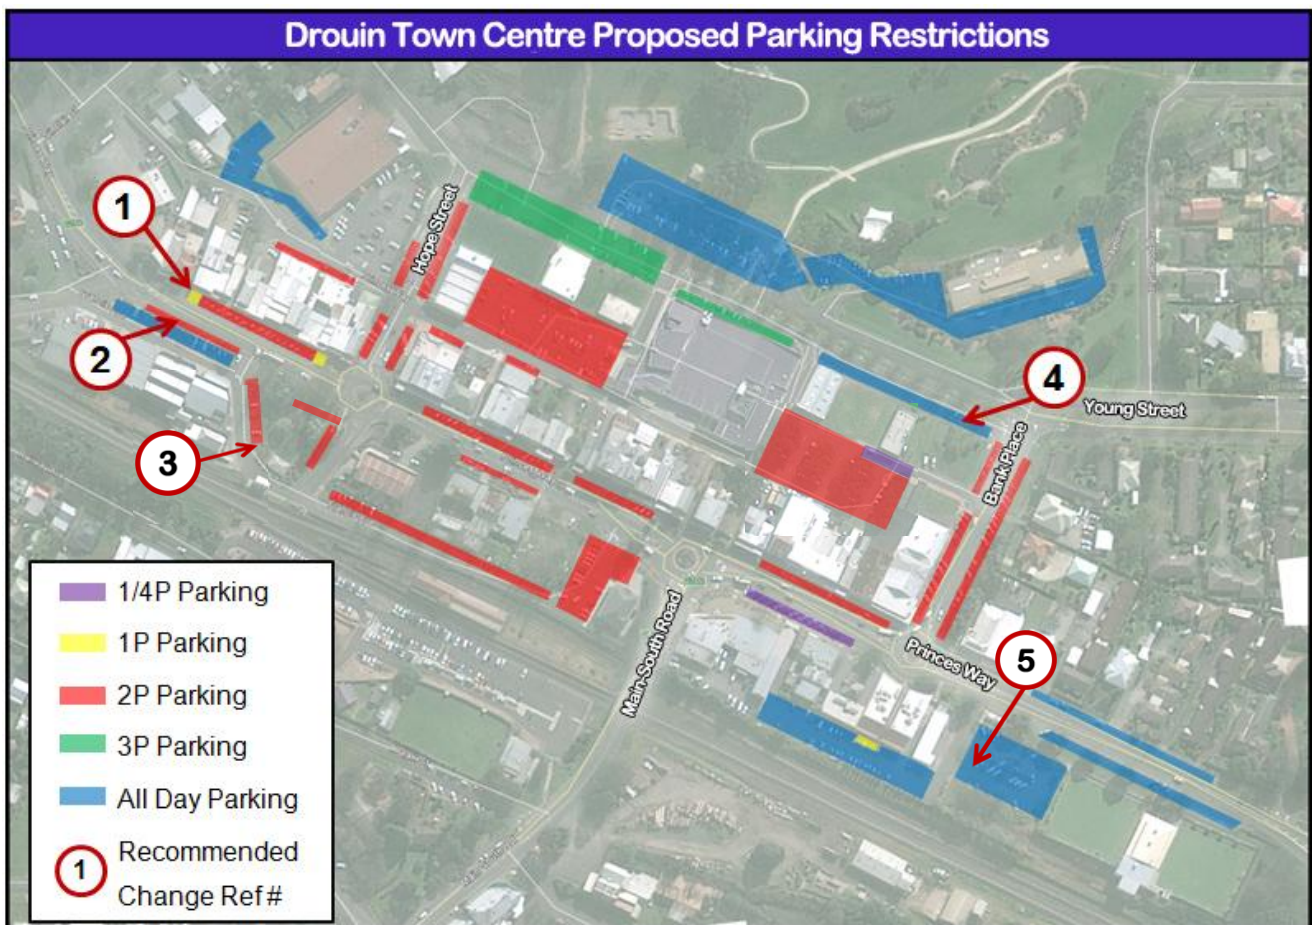 Drouin Town Centre Proposed Parking Restrictions
1
Hope Street
2
3
4
Young Street
Bank Place
Main-South Road
Princes Way
5
1/4P Parking
1P Parking
2P Parking
3P Parking
All Day Parking
1
Recommended
Change Ref #